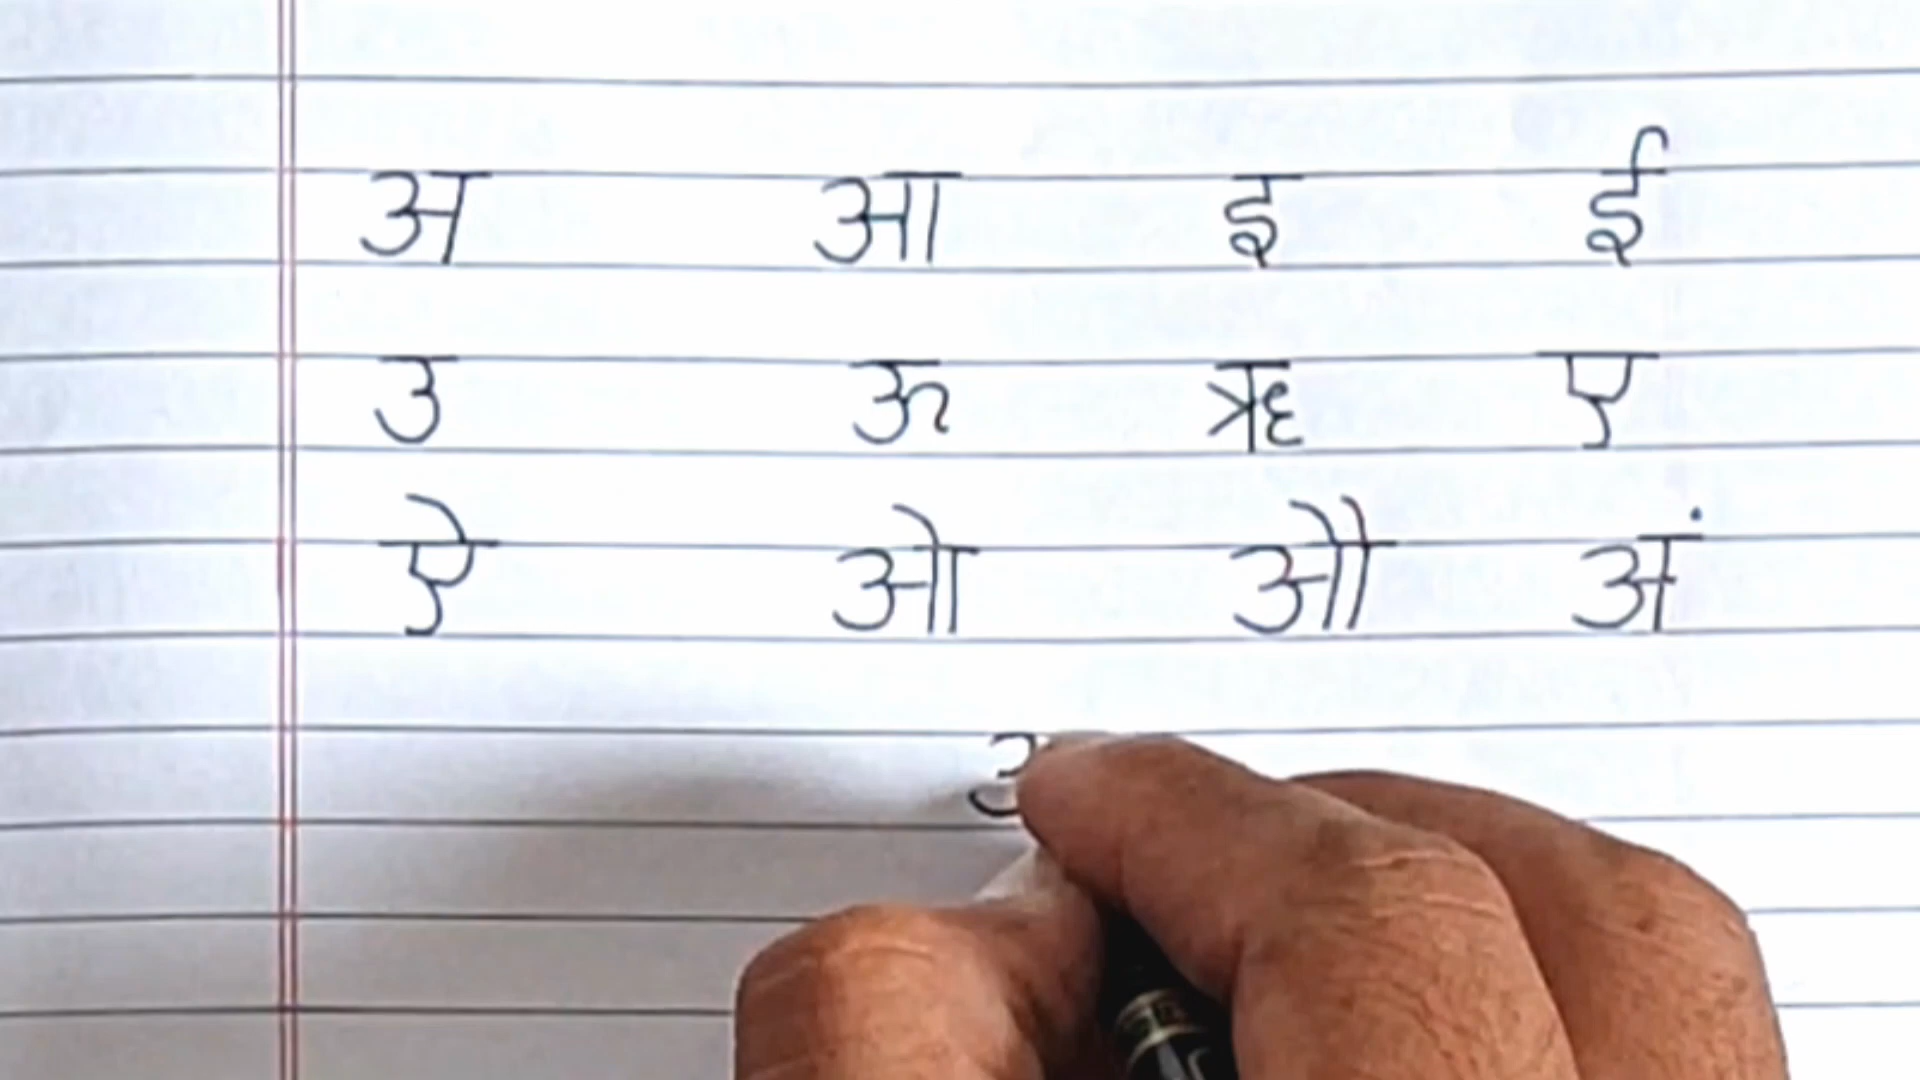 अ आ इ ई
उ ऊ ऋ ए
ऐ ओ औ अं